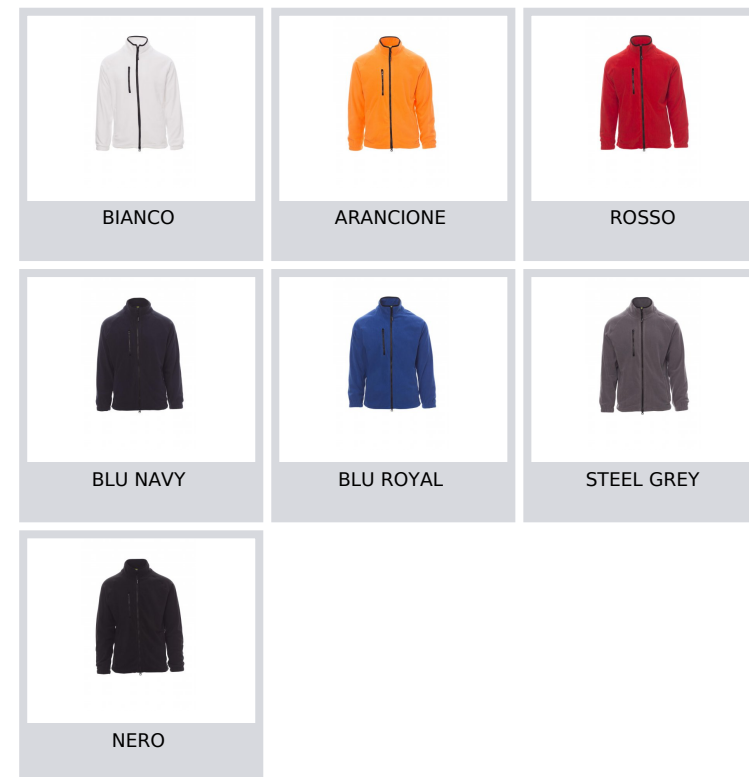 BIANCO
ARANCIONE
ROSSO
BLU NAVY
BLU ROYAL
STEEL GREY
NERO